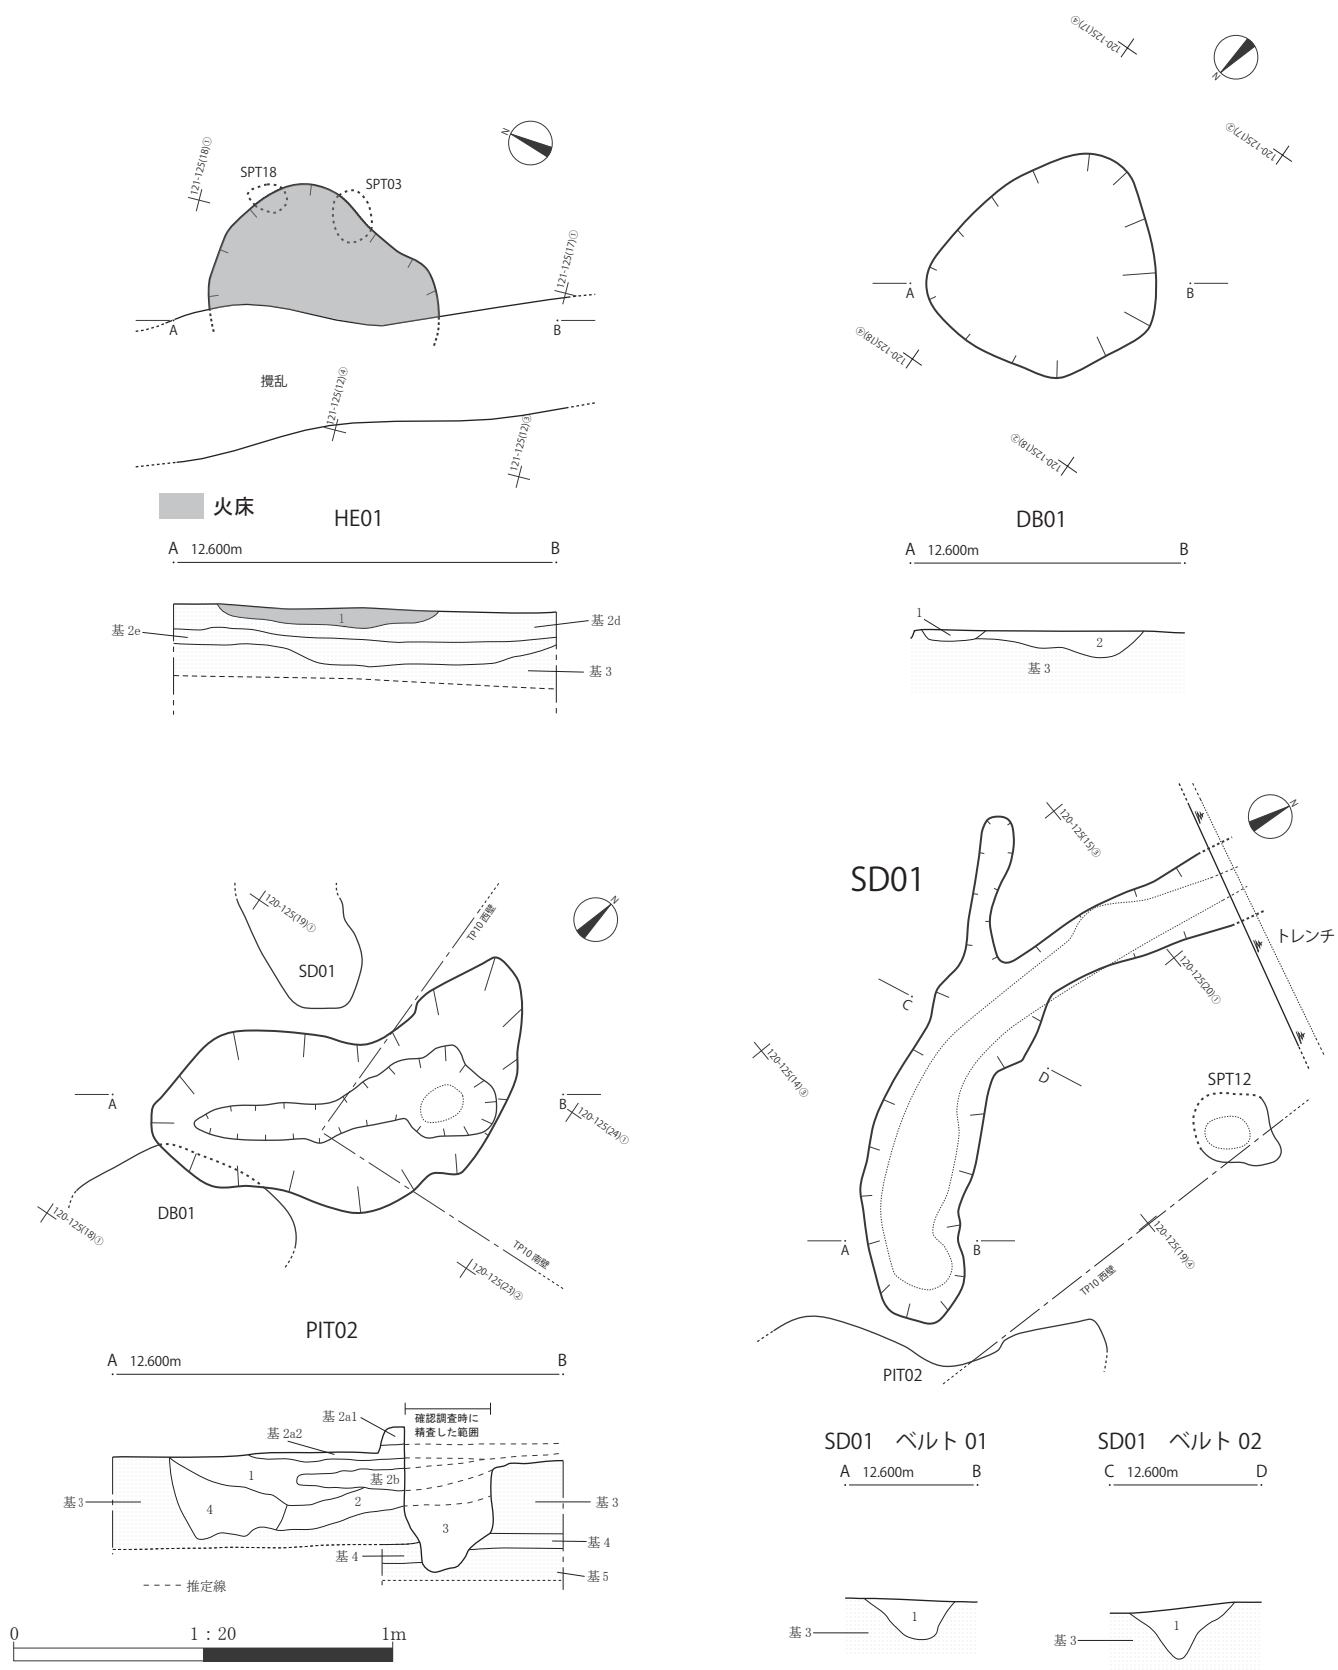 N
121-125(18)①
SPT18
SPT03
121-125(17)①
A
B
攪乱
121-125(12)④
121-125(12)③
火床
HE01
A 12.600m B
1
基 2e
基 2d
基 3
120-125(17)④
N
120-125(17)②
A
B
120-125(18)④
120-125(18)②
DB01
A 12.600m B
1
2
基 3
120-125(19)①
SD01
TP10 西壁
N
A
B
120-125(24)①
DB01
120-125(18)①
TP10 南壁
120-125(23)②
PIT02
A 12.600m B
基 2a1
確認調査時に
精査した範囲
基 2a2
1
基 2b
基 3
4
2
3
基 3
基 4
基 4
基 5
推定線
0 1 : 20 1m
SD01
120-125(15)③
N
トレンチ
120-125(20)①
C
120-125(14)③
D
SPT12
A
B
120-125(19)④
TP10 西壁
PIT02
SD01 ベルト 01
A 12.600m B
1
基 3
SD01 ベルト 02
C 12.600m D
1
基 3